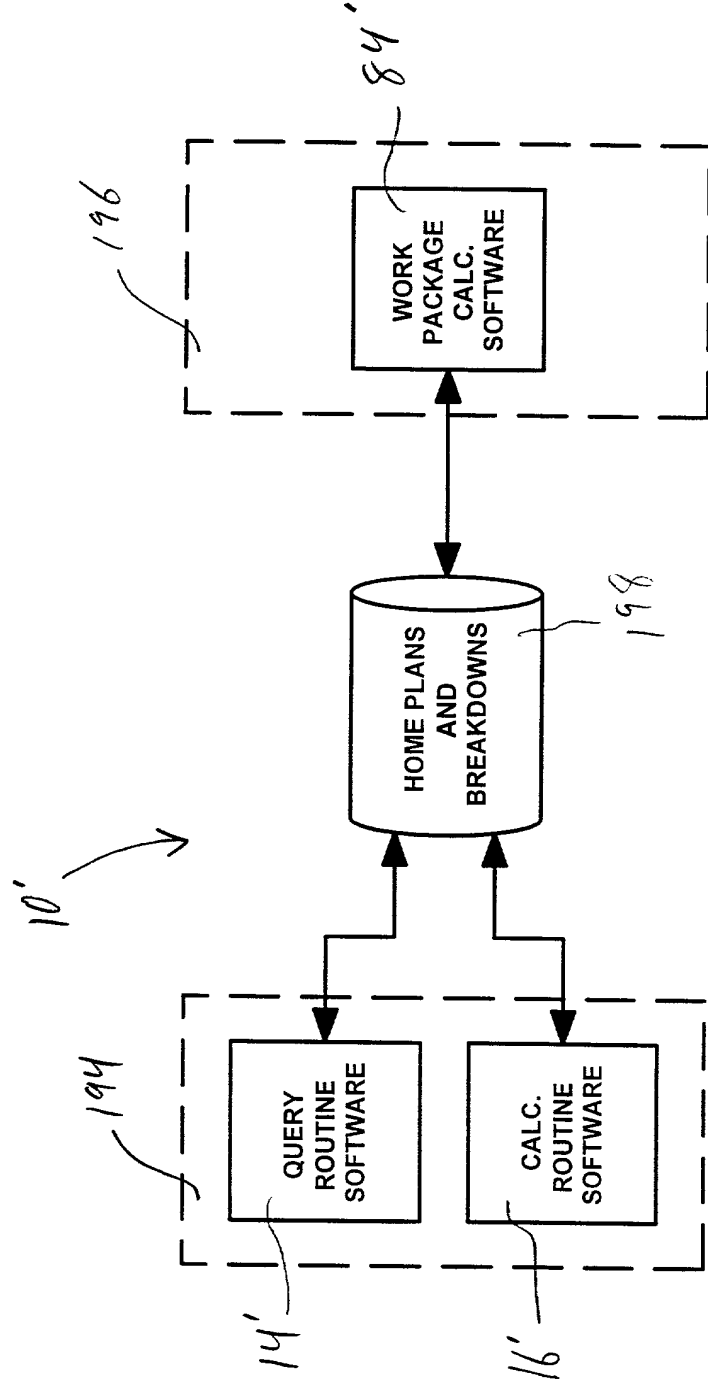 10'
194
196
14'
QUERY
ROUTINE
SOFTWARE
16'
CALC.
ROUTINE
SOFTWARE
HOME PLANS
AND
BREAKDOWNS
198
WORK
PACKAGE
CALC.
SOFTWARE
84'